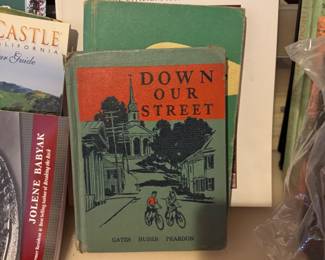 CASTLE
CALIFORNIA
Guide
JOLENE BABYAK
DOWN
OUR
STREET
GATES HUBER PEARDON